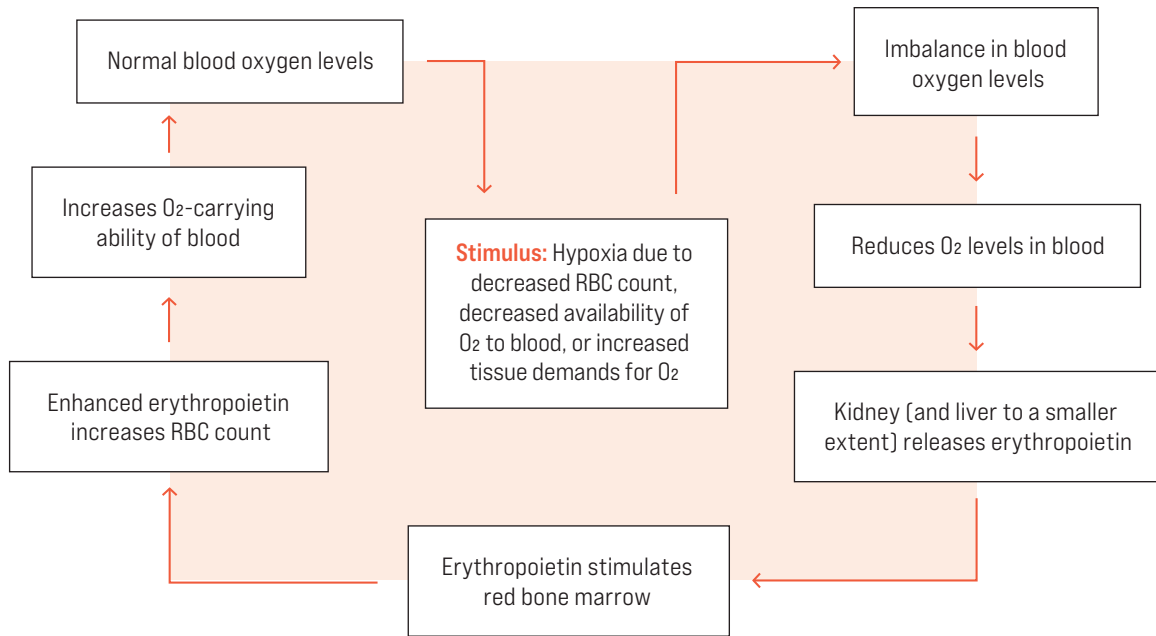 Normal blood oxygen levels
Imbalance in blood
oxygen levels
Increases O₂-carrying
ability of blood
Stimulus: Hypoxia due to
decreased RBC count,
decreased availability of
O₂ to blood, or increased
tissue demands for O₂
Reduces O₂ levels in blood
Enhanced erythropoietin
increases RBC count
Kidney (and liver to a smaller
extent) releases erythropoietin
Erythropoietin stimulates
red bone marrow